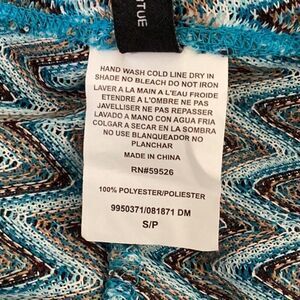 TUE
HAND WASH COLD LINE DRY IN
SHADE NO BLEACH DO NOT IRON
LAVER A LA MAIN A L'EAU FROIDE
ETENDRE A L'OMBRE NE PAS
JAVELLISER NE PAS REPASSER
LAVADO A MANO CON AGUA FRIA
COLGAR A SECAR EN LA SOMBRA
NO USE BLANQUEADOR NO
PLANCHAR
MADE IN CHINA
RN#59526
100% POLYESTER/POLIESTER
9950371/081871 DM
S/P